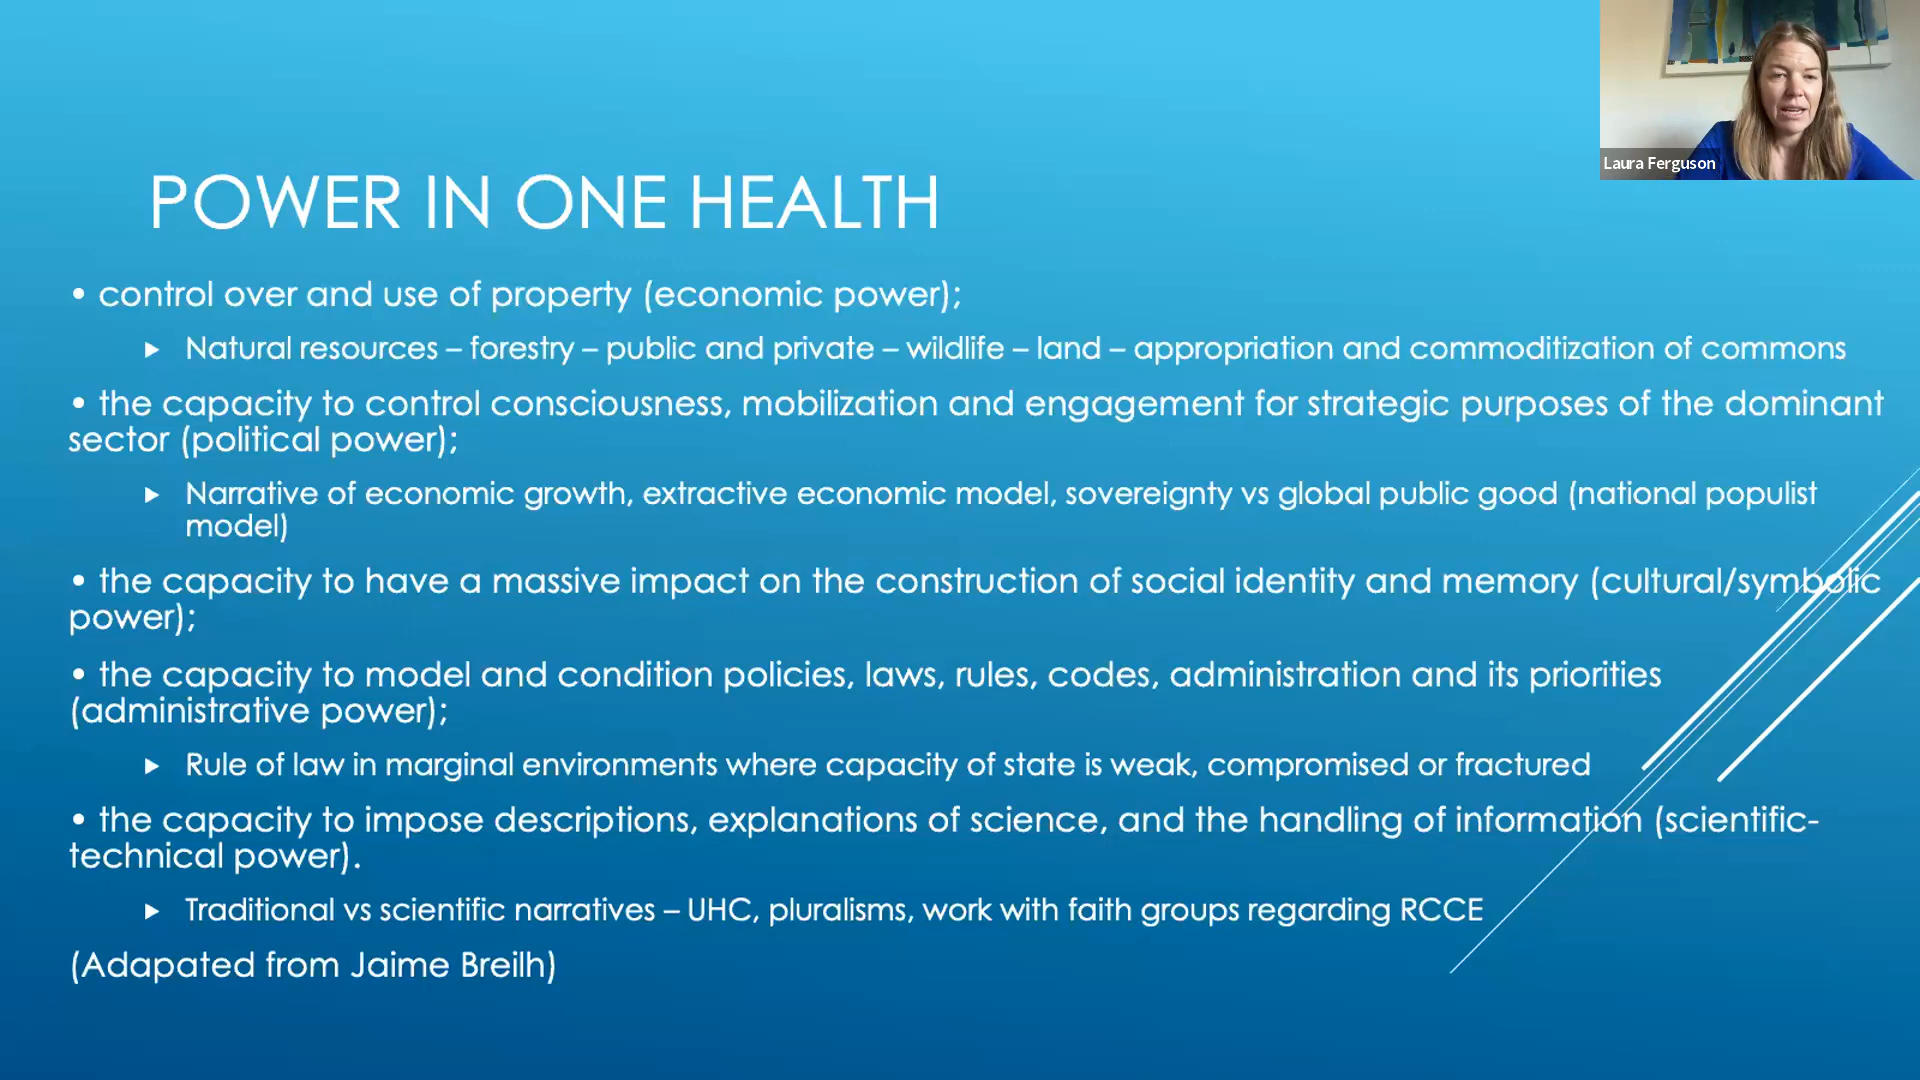 Laura Ferguson
POWER IN ONE HEALTH
• control over and use of property (economic power);
▶ Natural resources – forestry – public and private – wildlife – land – appropriation and commoditization of commons
• the capacity to control consciousness, mobilization and engagement for strategic purposes of the dominant
sector (political power);
▶ Narrative of economic growth, extractive economic model, sovereignty vs global public good (national populist
model)
• the capacity to have a massive impact on the construction of social identity and memory (cultural/symbolic
power);
• the capacity to model and condition policies, laws, rules, codes, administration and its priorities
(administrative power);
▶ Rule of law in marginal environments where capacity of state is weak, compromised or fractured
• the capacity to impose descriptions, explanations of science, and the handling of information (scientific-
technical power).
▶ Traditional vs scientific narratives – UHC, pluralisms, work with faith groups regarding RCCE
(Adapated from Jaime Breilh)